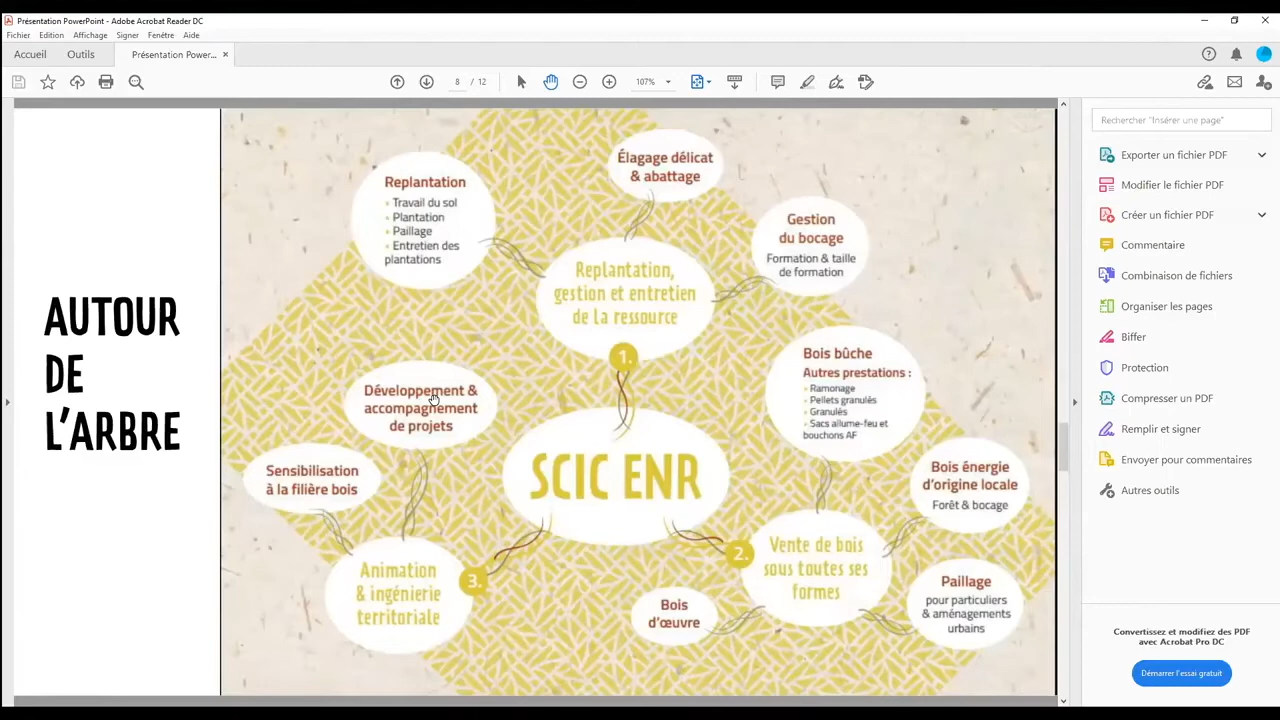 Présentation PowerPoint - Adobe Acrobat Reader DC
Fichier Edition Affichage Signer Fenêtre Aide
Accueil Outils Présentation Power... ×
8 / 12 107%
AUTOUR
DE
L'ARBRE
Replantation
Travail du sol
Plantation
Paillage
Entretien des
plantations
Élagage délicat
& abattage
Gestion
du bocage
Formation & taille
de formation
Replantation,
gestion et entretien
de la ressource
1.
Bois bûche
Autres prestations :
Ramonage
Pellets granulés
Granulés
Sacs allume-feu et
bouchons AF
Développement &
accompagnement
de projets
Sensibilisation
à la filière bois
SCIC ENR
Bois énergie
d'origine locale
Forêt & bocage
2.
Vente de bois
sous toutes ses
formes
3.
Animation
& ingénierie
territoriale
Bois
d'œuvre
Paillage
pour particuliers
& aménagements
urbains
Rechercher "Insérer une page"
Exporter un fichier PDF
Modifier le fichier PDF
Créer un fichier PDF
Commentaire
Combinaison de fichiers
Organiser les pages
Biffer
Protection
Compresser un PDF
Remplir et signer
Envoyer pour commentaires
Autres outils
Convertissez et modifiez des PDF
avec Acrobat Pro DC
Démarrer l'essai gratuit